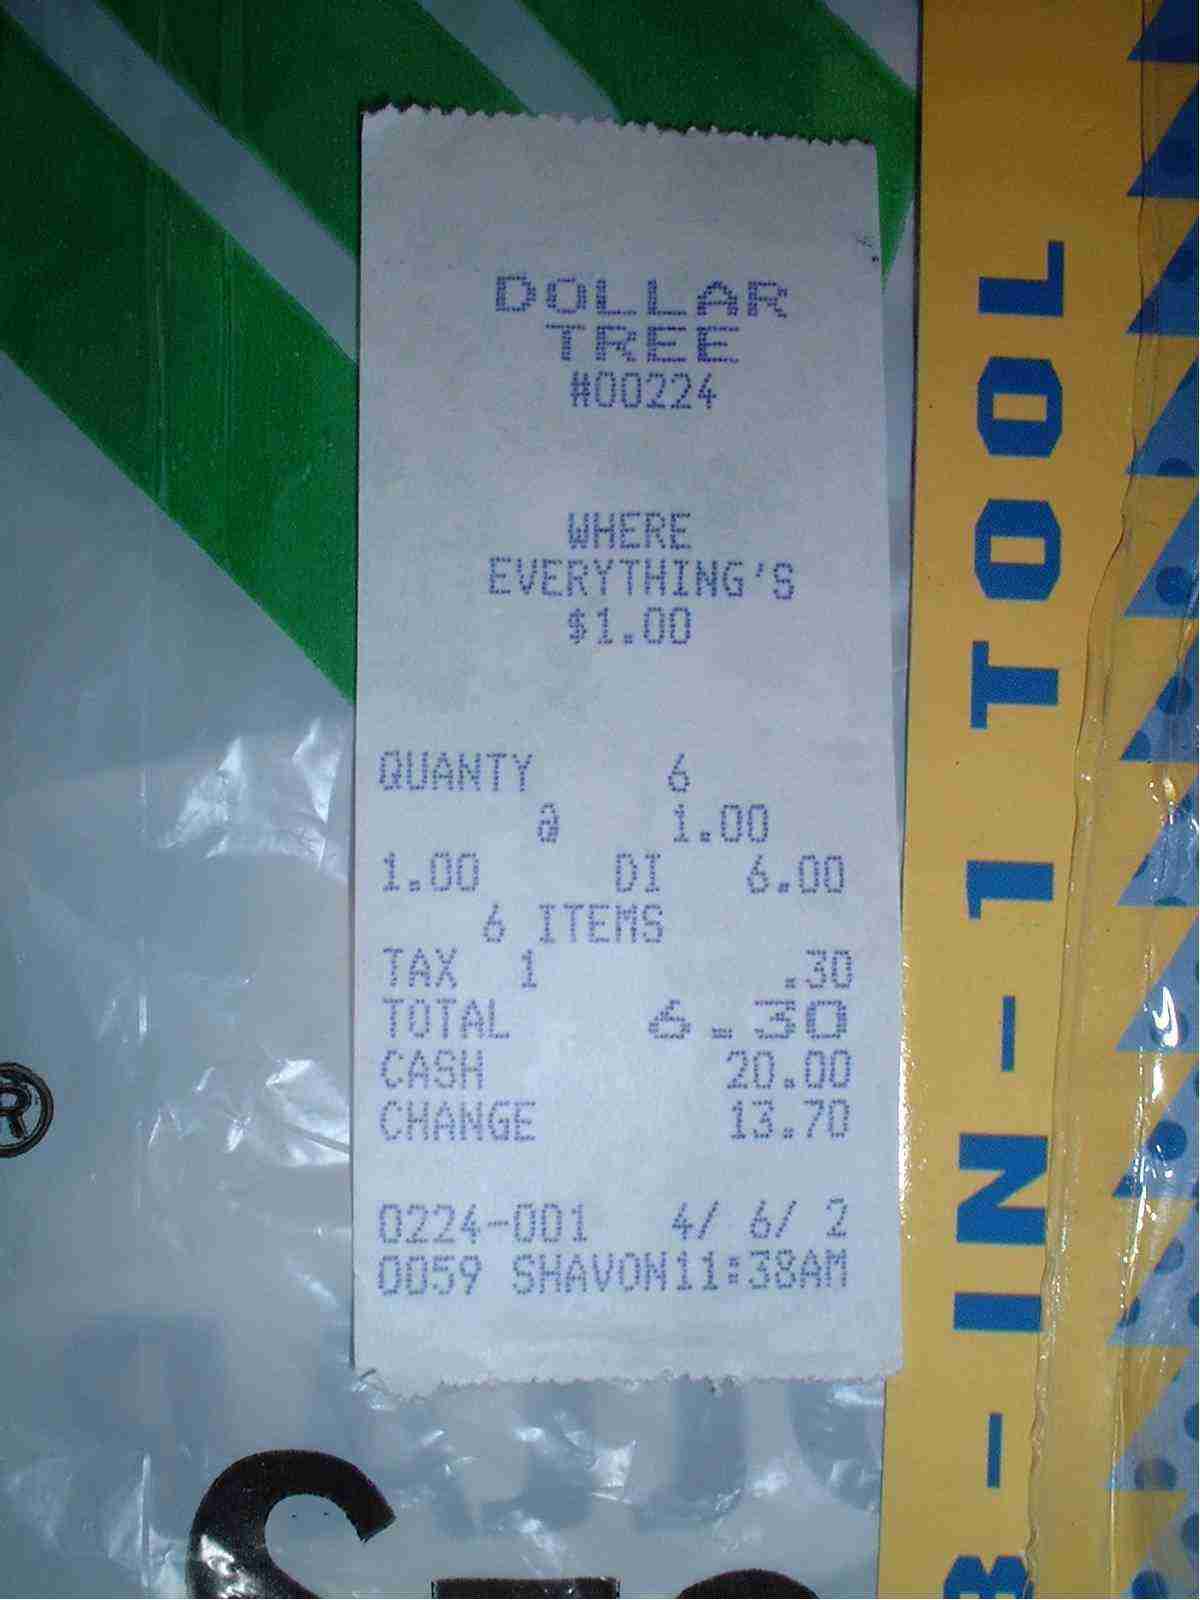 DOLLAR
TREE
#00224
WHERE
EVERYTHING'S
$1.00
QUANTY 6
@ 1.00
1.00 DI 6.00
6 ITEMS
TAX 1 .30
TOTAL 6.30
CASH 20.00
CHANGE 13.70
0224-001 4/ 6/ 2
0059 SHAVON11:38AM
-IN-1 TOOL
®